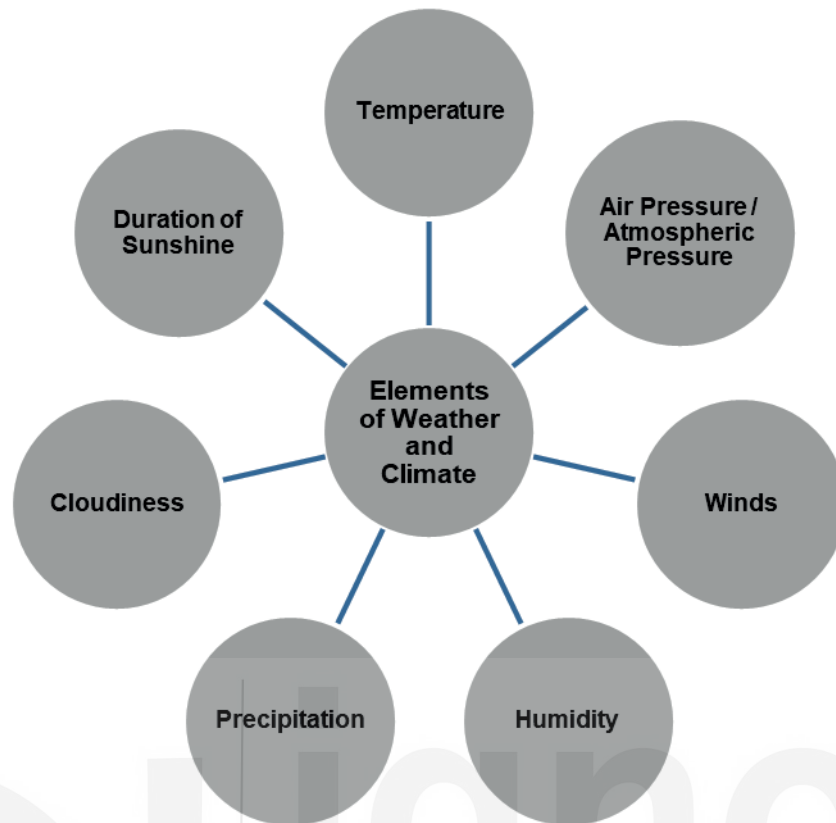 Temperature
Air Pressure /
Atmospheric
Pressure
Winds
Humidity
Precipitation
Cloudiness
Duration of
Sunshine
Elements
of Weather
and
Climate